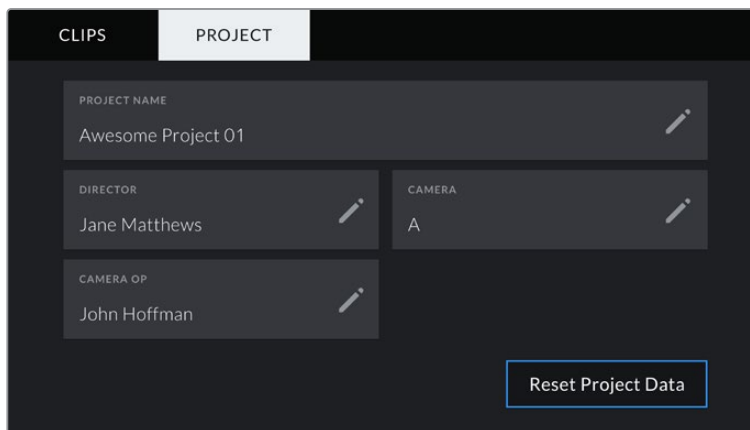 CLIPS PROJECT
PROJECT NAME
Awesome Project 01
DIRECTOR
Jane Matthews
CAMERA
A
CAMERA OP
John Hoffman
Reset Project Data